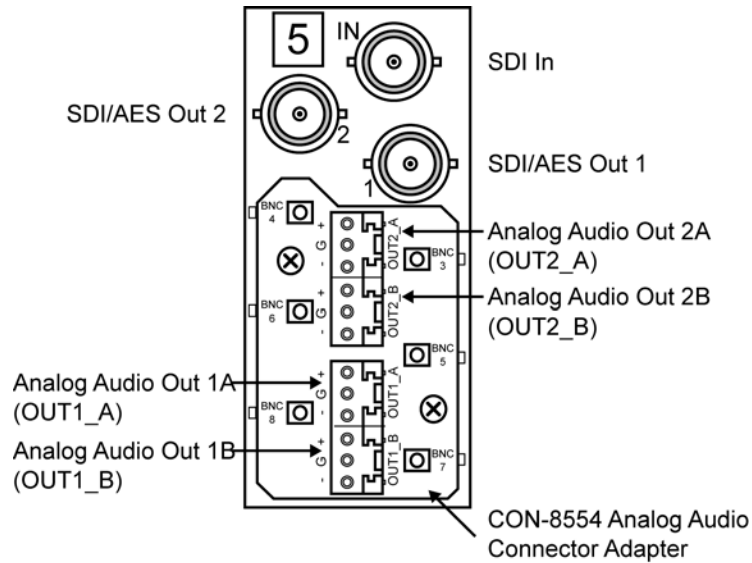 5
IN
SDI In
SDI/AES Out 2
2
1
SDI/AES Out 1
BNC
4
+
G
-
OUT2_A
Analog Audio Out 2A
(OUT2_A)
BNC
3
BNC
6
+
G
-
OUT2_B
Analog Audio Out 2B
(OUT2_B)
BNC
5
Analog Audio Out 1A
(OUT1_A)
+
G
-
OUT1_A
BNC
8
Analog Audio Out 1B
(OUT1_B)
+
G
-
OUT1_B
BNC
7
CON-8554 Analog Audio
Connector Adapter